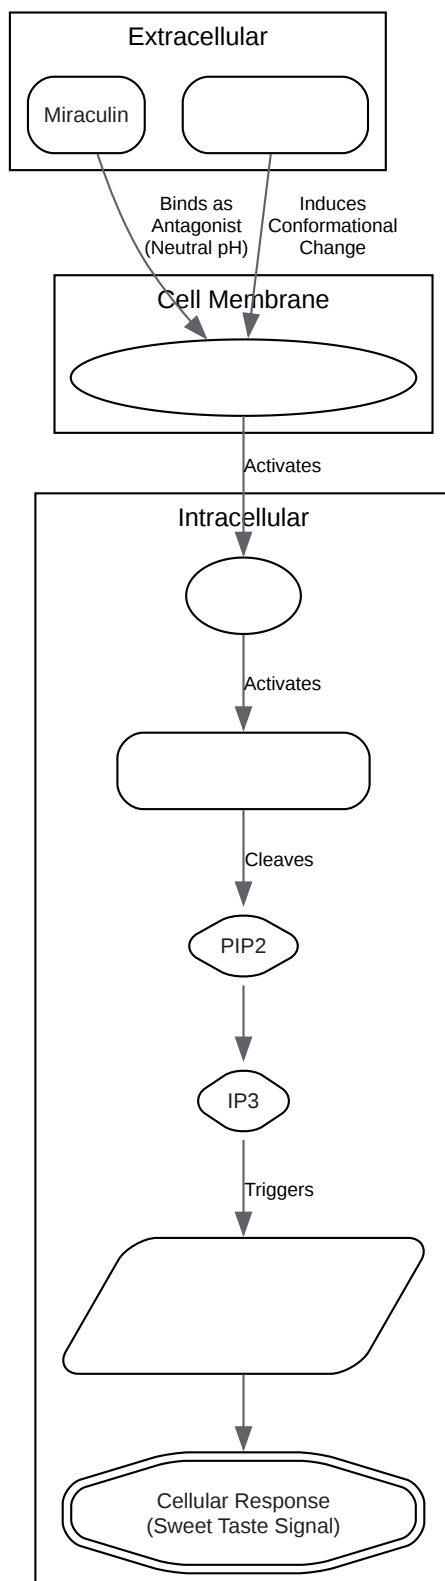 Extracellular
Miraculin
Binds as
Antagonist
(Neutral pH)
Induces
Conformational
Change
Cell Membrane
Activates
Intracellular
Activates
Cleaves
PIP2
IP3
Triggers
Cellular Response
(Sweet Taste Signal)